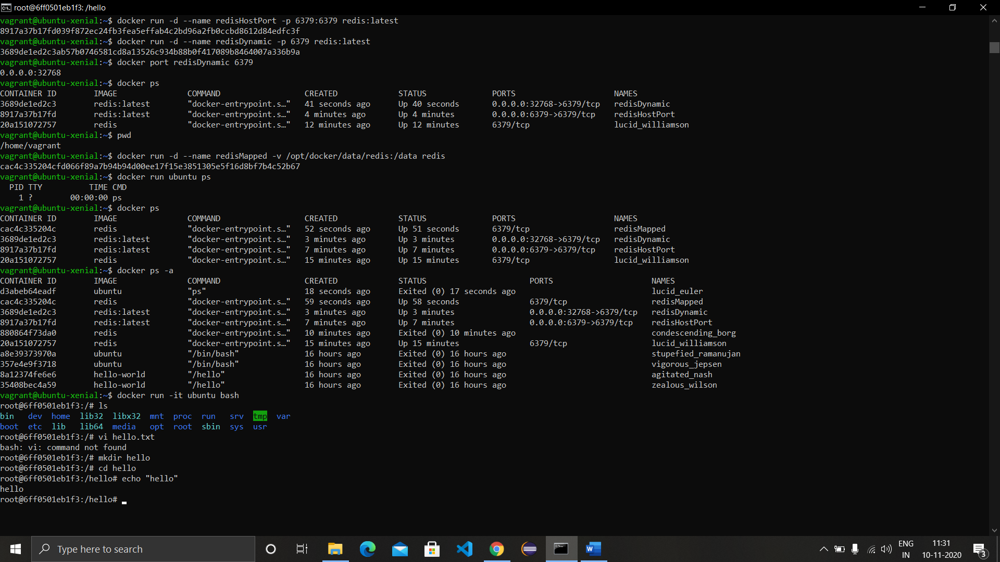 root@6ff0501eb1f3: /hello
vagrant@ubuntu-xenial:~$ docker run -d --name redisHostPort -p 6379:6379 redis:latest
8917a37b17fd039f872ec24fb3fea5effab4c2bd96a2fb0ccbd8612d84edfc3f
vagrant@ubuntu-xenial:~$ docker run -d --name redisDynamic -p 6379 redis:latest
3689de1ed2c3ab57b0746581cd8a13526c934b88b0f417089b8464007a336b9a
vagrant@ubuntu-xenial:~$ docker port redisDynamic 6379
0.0.0.0:32768
vagrant@ubuntu-xenial:~$ docker ps
CONTAINER ID        IMAGE               COMMAND                  CREATED             STATUS              PORTS                     NAMES
3689de1ed2c3        redis:latest        "docker-entrypoint.s…"   41 seconds ago      Up 40 seconds       0.0.0.0:32768->6379/tcp   redisDynamic
8917a37b17fd        redis:latest        "docker-entrypoint.s…"   4 minutes ago       Up 4 minutes        0.0.0.0:6379->6379/tcp    redisHostPort
20a151072757        redis               "docker-entrypoint.s…"   12 minutes ago      Up 12 minutes       6379/tcp                  lucid_williamson
vagrant@ubuntu-xenial:~$ pwd
/home/vagrant
vagrant@ubuntu-xenial:~$ docker run -d --name redisMapped -v /opt/docker/data/redis:/data redis
cac4c335204cfd066f89a7b94b94d00ee17f15e3851305e5f16d8bf7b4c52b67
vagrant@ubuntu-xenial:~$ docker run ubuntu ps
  PID TTY          TIME CMD
    1 ?        00:00:00 ps
vagrant@ubuntu-xenial:~$ docker ps
CONTAINER ID        IMAGE               COMMAND                  CREATED             STATUS              PORTS                     NAMES
cac4c335204c        redis               "docker-entrypoint.s…"   52 seconds ago      Up 51 seconds       6379/tcp                  redisMapped
3689de1ed2c3        redis:latest        "docker-entrypoint.s…"   3 minutes ago       Up 3 minutes        0.0.0.0:32768->6379/tcp   redisDynamic
8917a37b17fd        redis:latest        "docker-entrypoint.s…"   7 minutes ago       Up 7 minutes        0.0.0.0:6379->6379/tcp    redisHostPort
20a151072757        redis               "docker-entrypoint.s…"   15 minutes ago      Up 15 minutes       6379/tcp                  lucid_williamson
vagrant@ubuntu-xenial:~$ docker ps -a
CONTAINER ID        IMAGE               COMMAND                  CREATED             STATUS                      PORTS                     NAMES
d3abeb64eadf        ubuntu              "ps"                     18 seconds ago      Exited (0) 17 seconds ago                             lucid_euler
cac4c335204c        redis               "docker-entrypoint.s…"   59 seconds ago      Up 58 seconds               6379/tcp                  redisMapped
3689de1ed2c3        redis:latest        "docker-entrypoint.s…"   3 minutes ago       Up 3 minutes                0.0.0.0:32768->6379/tcp   redisDynamic
8917a37b17fd        redis:latest        "docker-entrypoint.s…"   7 minutes ago       Up 7 minutes                0.0.0.0:6379->6379/tcp    redisHostPort
880864f73da0        redis               "docker-entrypoint.s…"   10 minutes ago      Exited (0) 10 minutes ago                             condescending_borg
20a151072757        redis               "docker-entrypoint.s…"   15 minutes ago      Up 15 minutes               6379/tcp                  lucid_williamson
a8e39373970a        ubuntu              "/bin/bash"              16 hours ago        Exited (0) 16 hours ago                               stupefied_ramanujan
357e4e9f3718        ubuntu              "/bin/bash"              16 hours ago        Exited (0) 16 hours ago                               vigorous_jepsen
8a12374fe6e6        hello-world         "/hello"                 16 hours ago        Exited (0) 16 hours ago                               agitated_nash
35408bec4a59        hello-world         "/hello"                 16 hours ago        Exited (0) 16 hours ago                               zealous_wilson
vagrant@ubuntu-xenial:~$ docker run -it ubuntu bash
root@6ff0501eb1f3:/# ls
bin   dev  home  lib32  libx32  mnt  proc  run   srv  tmp  var
boot  etc  lib   lib64  media   opt  root  sbin  sys  usr
root@6ff0501eb1f3:/# vi hello.txt
bash: vi: command not found
root@6ff0501eb1f3:/# mkdir hello
root@6ff0501eb1f3:/# cd hello
root@6ff0501eb1f3:/hello# echo "hello"
hello
root@6ff0501eb1f3:/hello#
Type here to search
ENG
IN
11:31
10-11-2020
3